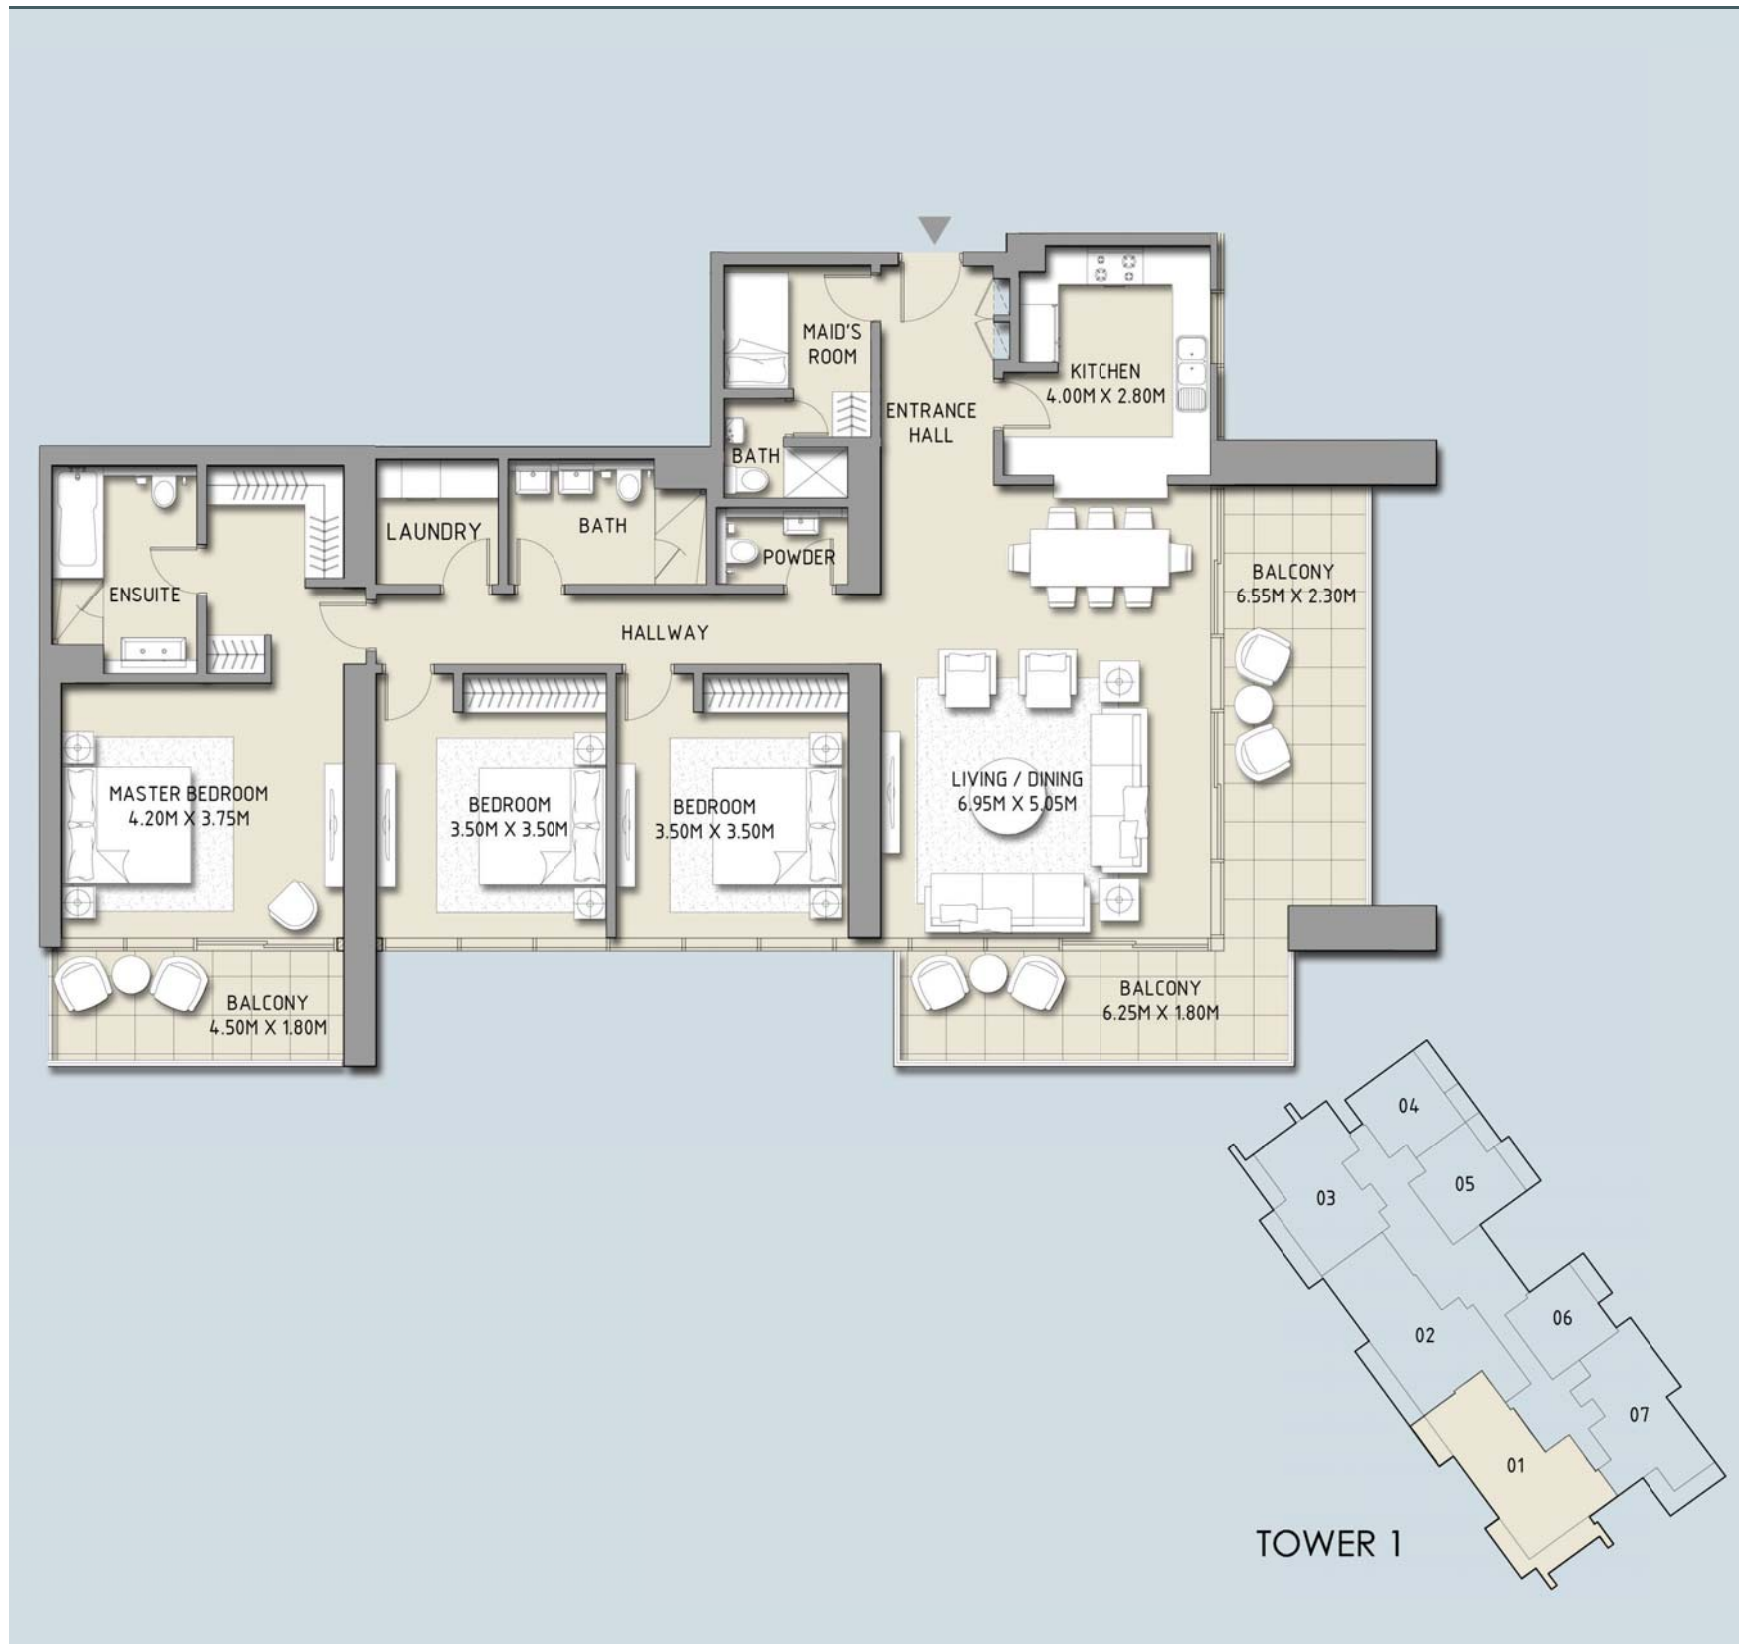 MAID'S
ROOM
KITCHEN
4.00M X 2.80M
ENTRANCE
HALL
BATH
LAUNDRY
BATH
POWDER
ENSUITE
BALCONY
6.55M X 2.30M
HALLWAY
MASTER BEDROOM
4.20M X 3.75M
BEDROOM
3.50M X 3.50M
BEDROOM
3.50M X 3.50M
LIVING / DINING
6.95M X 5.05M
BALCONY
4.50M X 1.80M
BALCONY
6.25M X 1.80M
04
05
03
06
02
07
01
TOWER 1